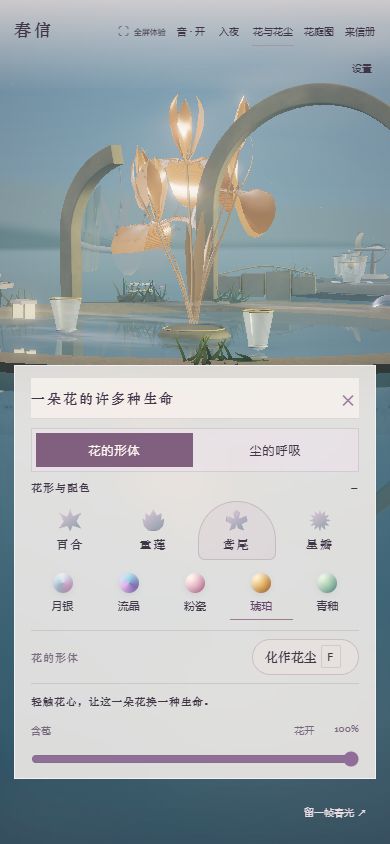 春信
全屏体验 音·开 入夜 花与花尘 花庭图 来信册
设置
一朵花的许多种生命 ×
花的形体 尘的呼吸
花形与配色 –
百合 重莲 鸢尾 星瓣
月银 流晶 粉瓷 琥珀 青釉
花的形体 化作花尘 F
轻触花心，让这一朵花换一种生命。
含苞 花开 100%
留一帧春光 ↗